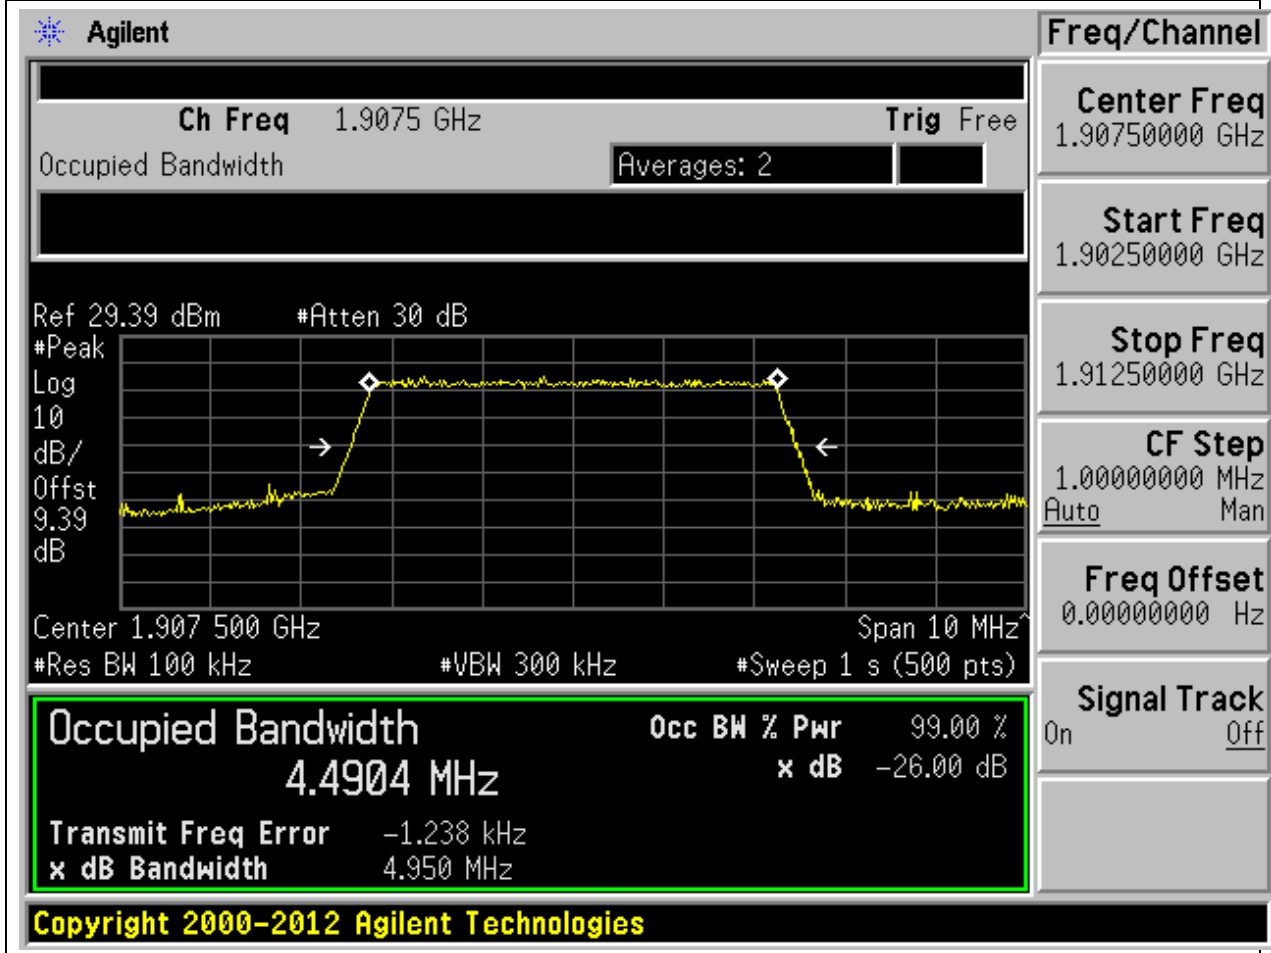 Agilent
Freq/Channel
Ch Freq 1.9075 GHz Trig Free
Occupied Bandwidth Averages: 2
Center Freq
1.90750000 GHz
Start Freq
1.90250000 GHz
Stop Freq
1.91250000 GHz
CF Step
1.00000000 MHz
Auto Man
Freq Offset
0.00000000 Hz
Signal Track
On Off
Ref 29.39 dBm #Atten 30 dB
#Peak
Log
10
dB/
Offst
9.39
dB
Center 1.907 500 GHz Span 10 MHz^
#Res BW 100 kHz #VBW 300 kHz #Sweep 1 s (500 pts)
Occupied Bandwidth Occ BW % Pwr 99.00 %
4.4904 MHz x dB -26.00 dB
Transmit Freq Error -1.238 kHz
x dB Bandwidth 4.950 MHz
Copyright 2000-2012 Agilent Technologies